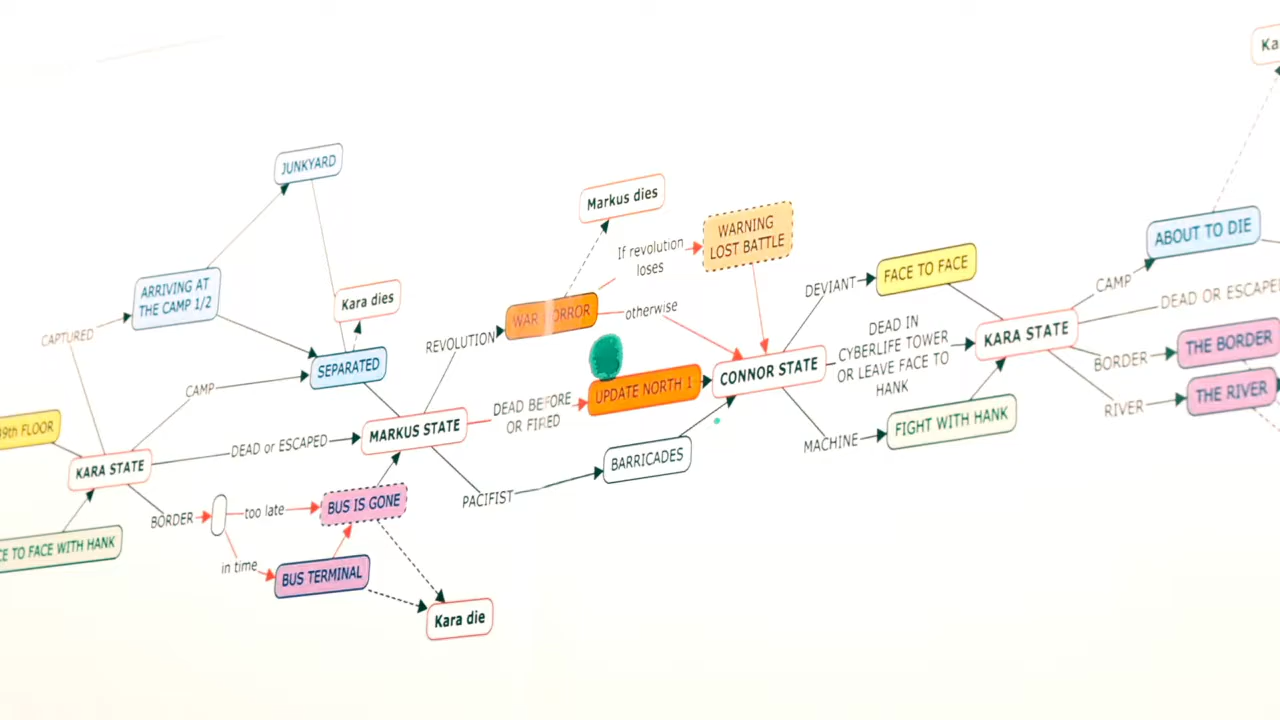 Ka
JUNKYARD
Markus dies
WARNING
LOST BATTLE
If revolution
loses
ABOUT TO DIE
ARRIVING AT
THE CAMP 1/2
Kara dies
CAPTURED
REVOLUTION
otherwise
DEVIANT
FACE TO FACE
CAMP
DEAD OR ESCAPED
SEPARATED
CAMP
UPDATE NORTH 1
CONNOR STATE
DEAD IN
CYBERLIFE TOWER
OR LEAVE FACE TO
HANK
KARA STATE
THE BORDER
BORDER
THE RIVER
RIVER
39th FLOOR
KARA STATE
DEAD or ESCAPED
MARKUS STATE
DEAD BEFORE
OR FIRED
BARRICADES
MACHINE
FIGHT WITH HANK
PACIFIST
BORDER
too late
BUS IS GONE
CE TO FACE WITH HANK
in time
BUS TERMINAL
Kara die